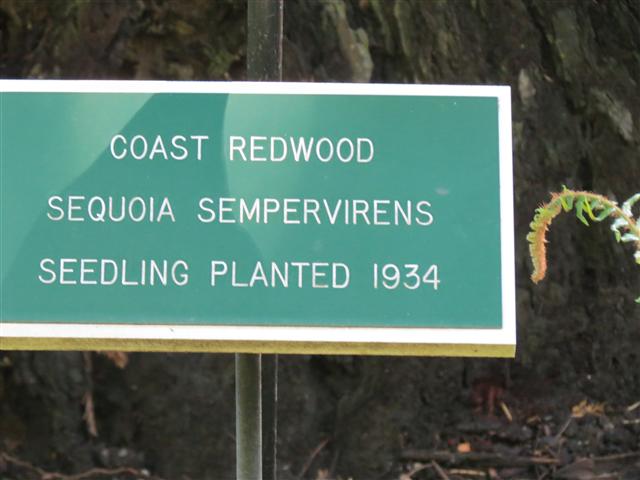 COAST REDWOOD
SEQUOIA SEMPERVIRENS
SEEDLING PLANTED 1934